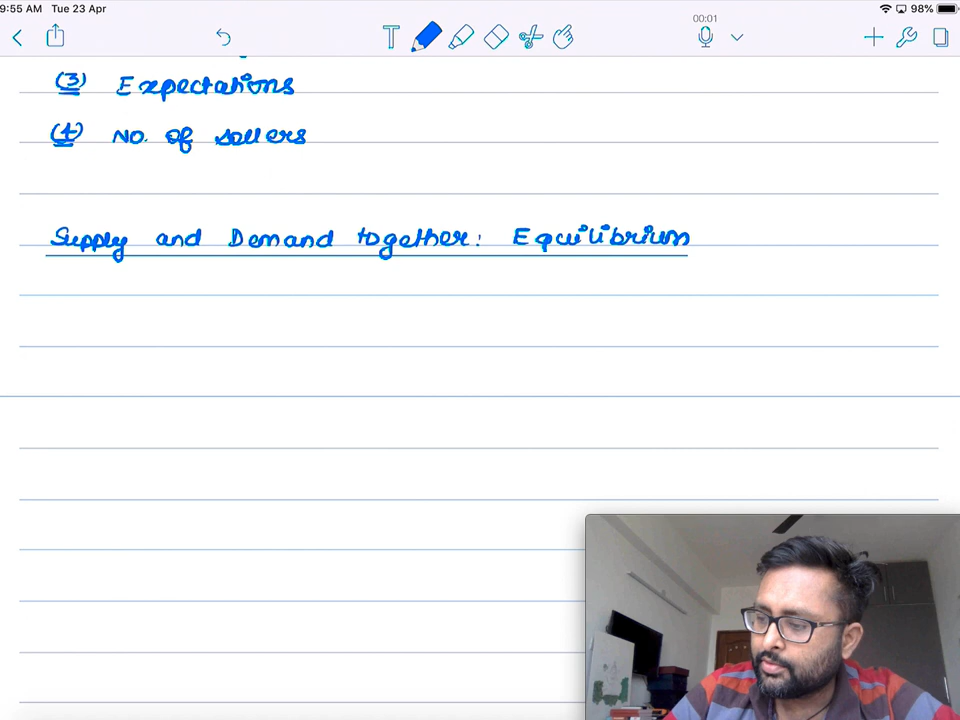 9:55 AM Tue 23 Apr
98%
00:01
T
(3) Expectations
(4) No. of sellers
Supply and Demand together: Equilibrium